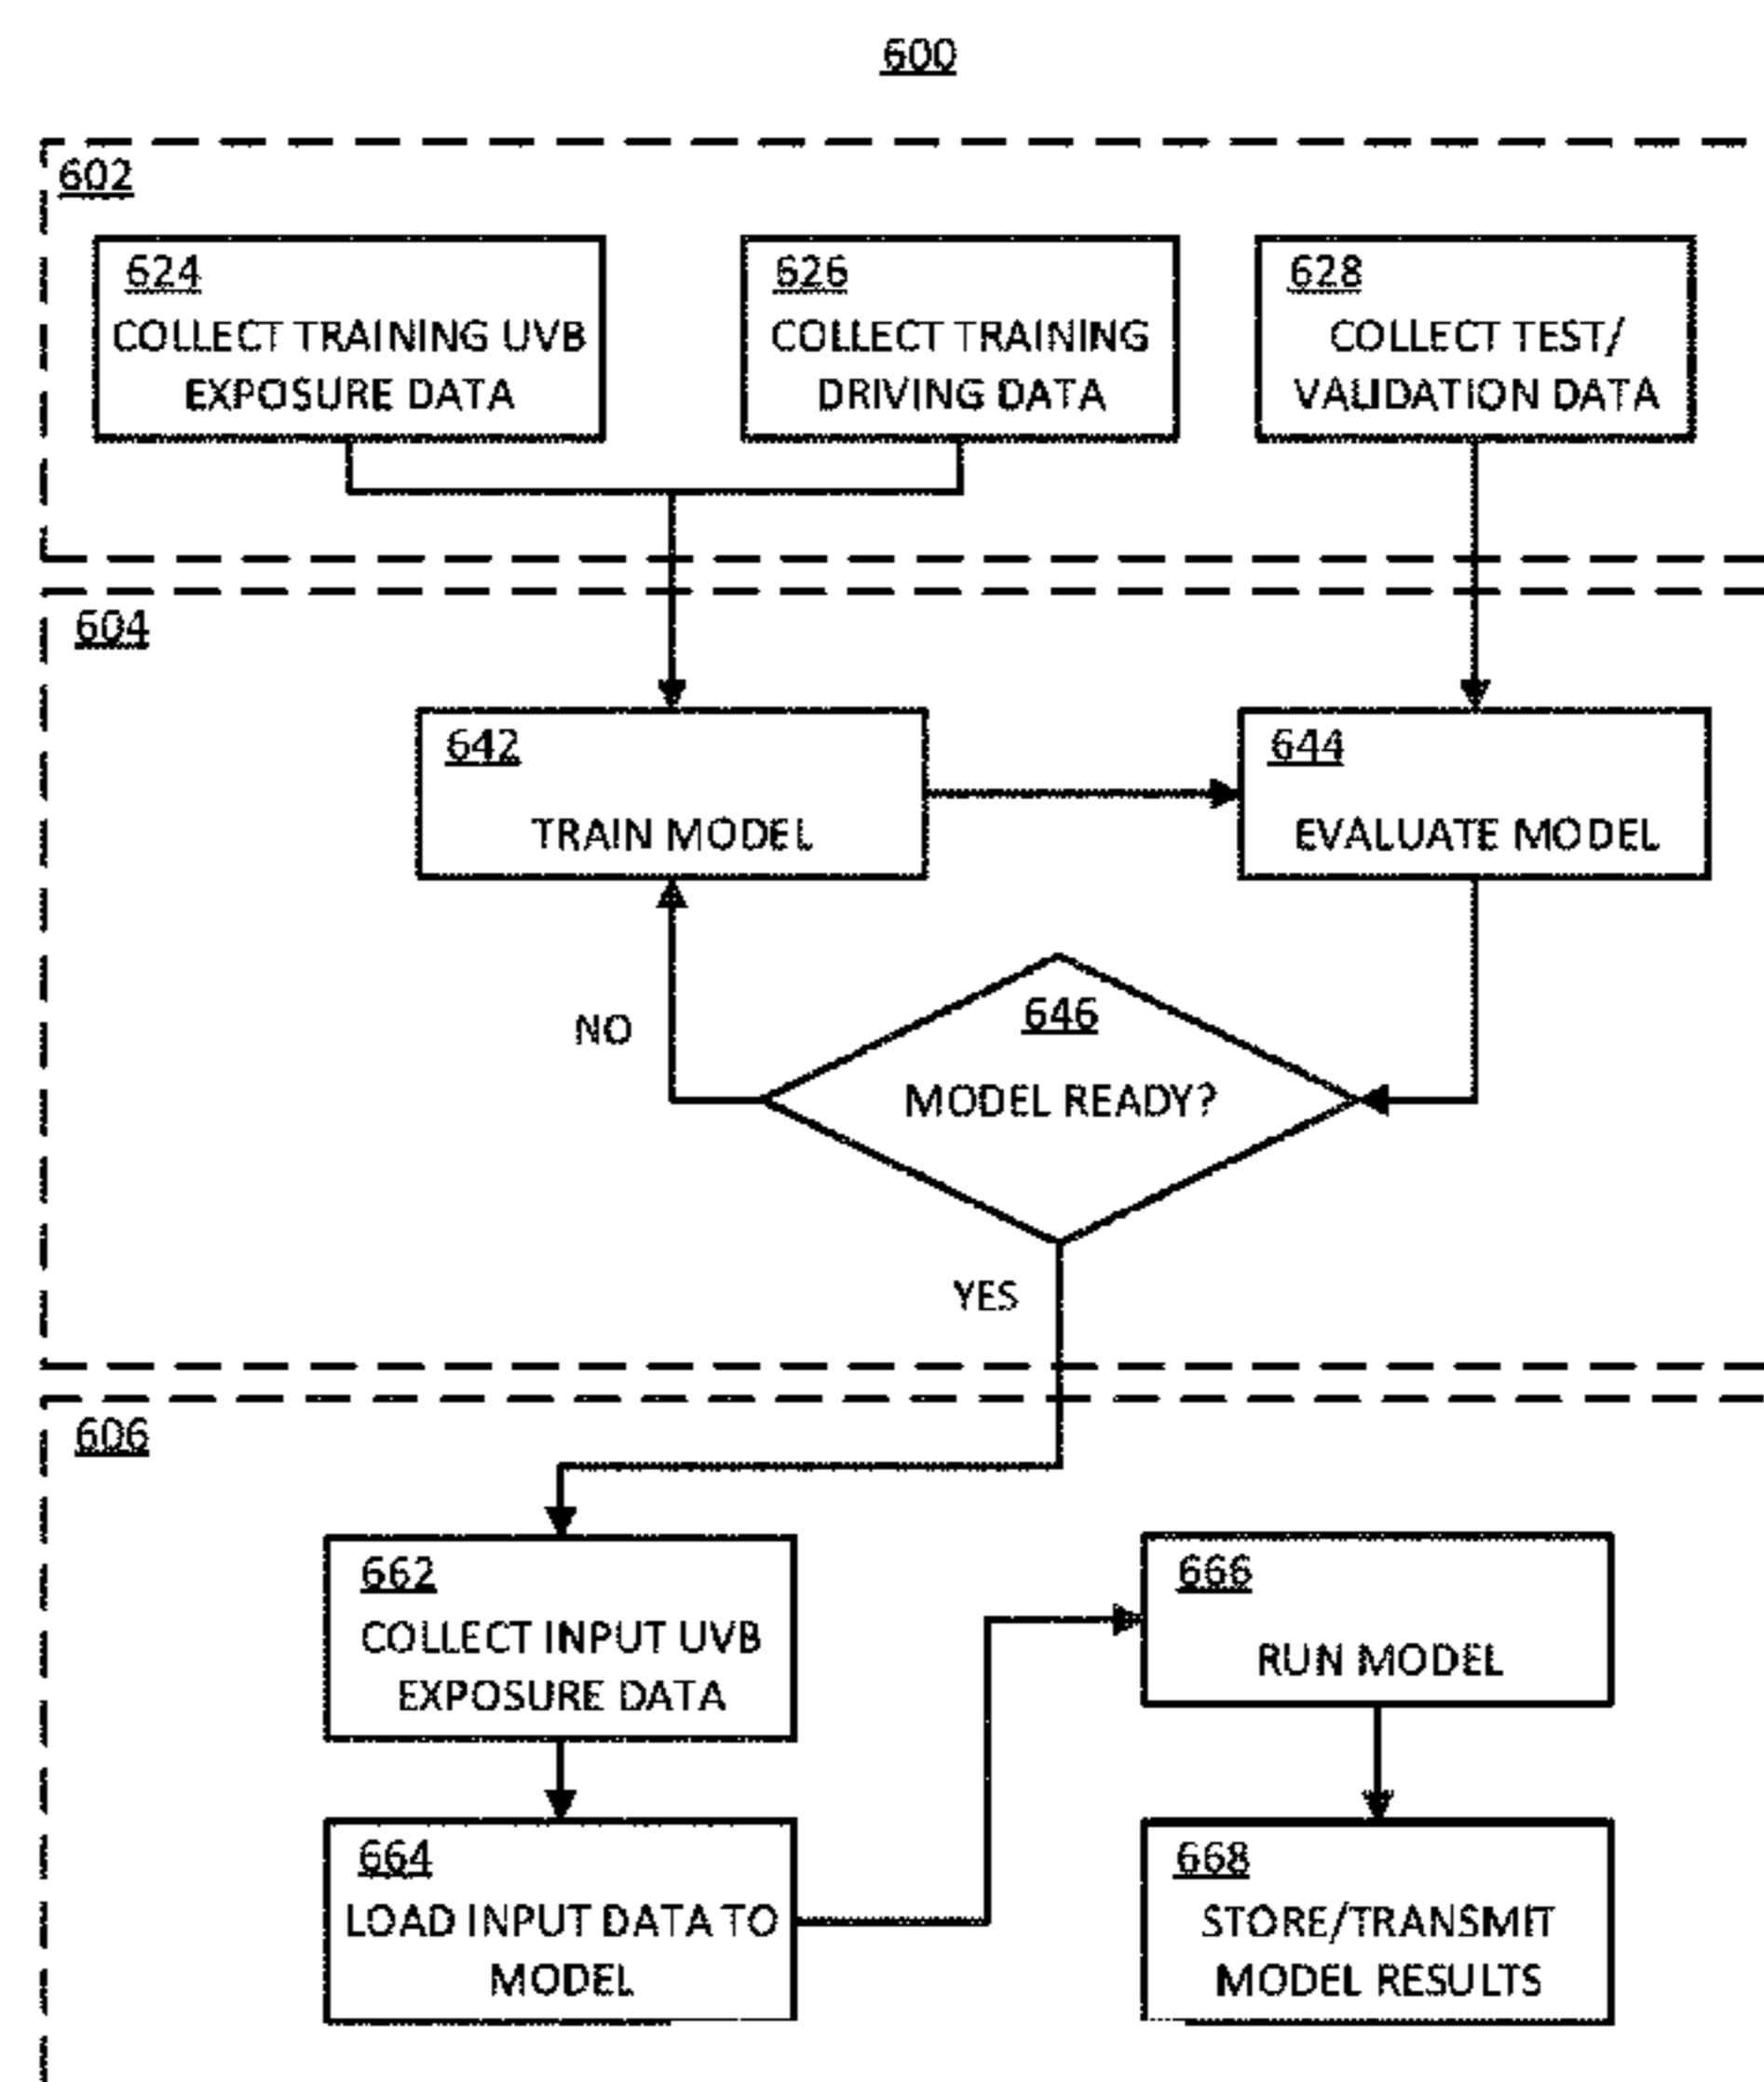 600
602
624
COLLECT TRAINING UVB
EXPOSURE DATA
626
COLLECT TRAINING
DRIVING DATA
628
COLLECT TEST/
VALIDATION DATA
604
642
TRAIN MODEL
644
EVALUATE MODEL
646
MODEL READY?
NO
YES
606
662
COLLECT INPUT UVB
EXPOSURE DATA
664
LOAD INPUT DATA TO
MODEL
666
RUN MODEL
668
STORE/TRANSMIT
MODEL RESULTS